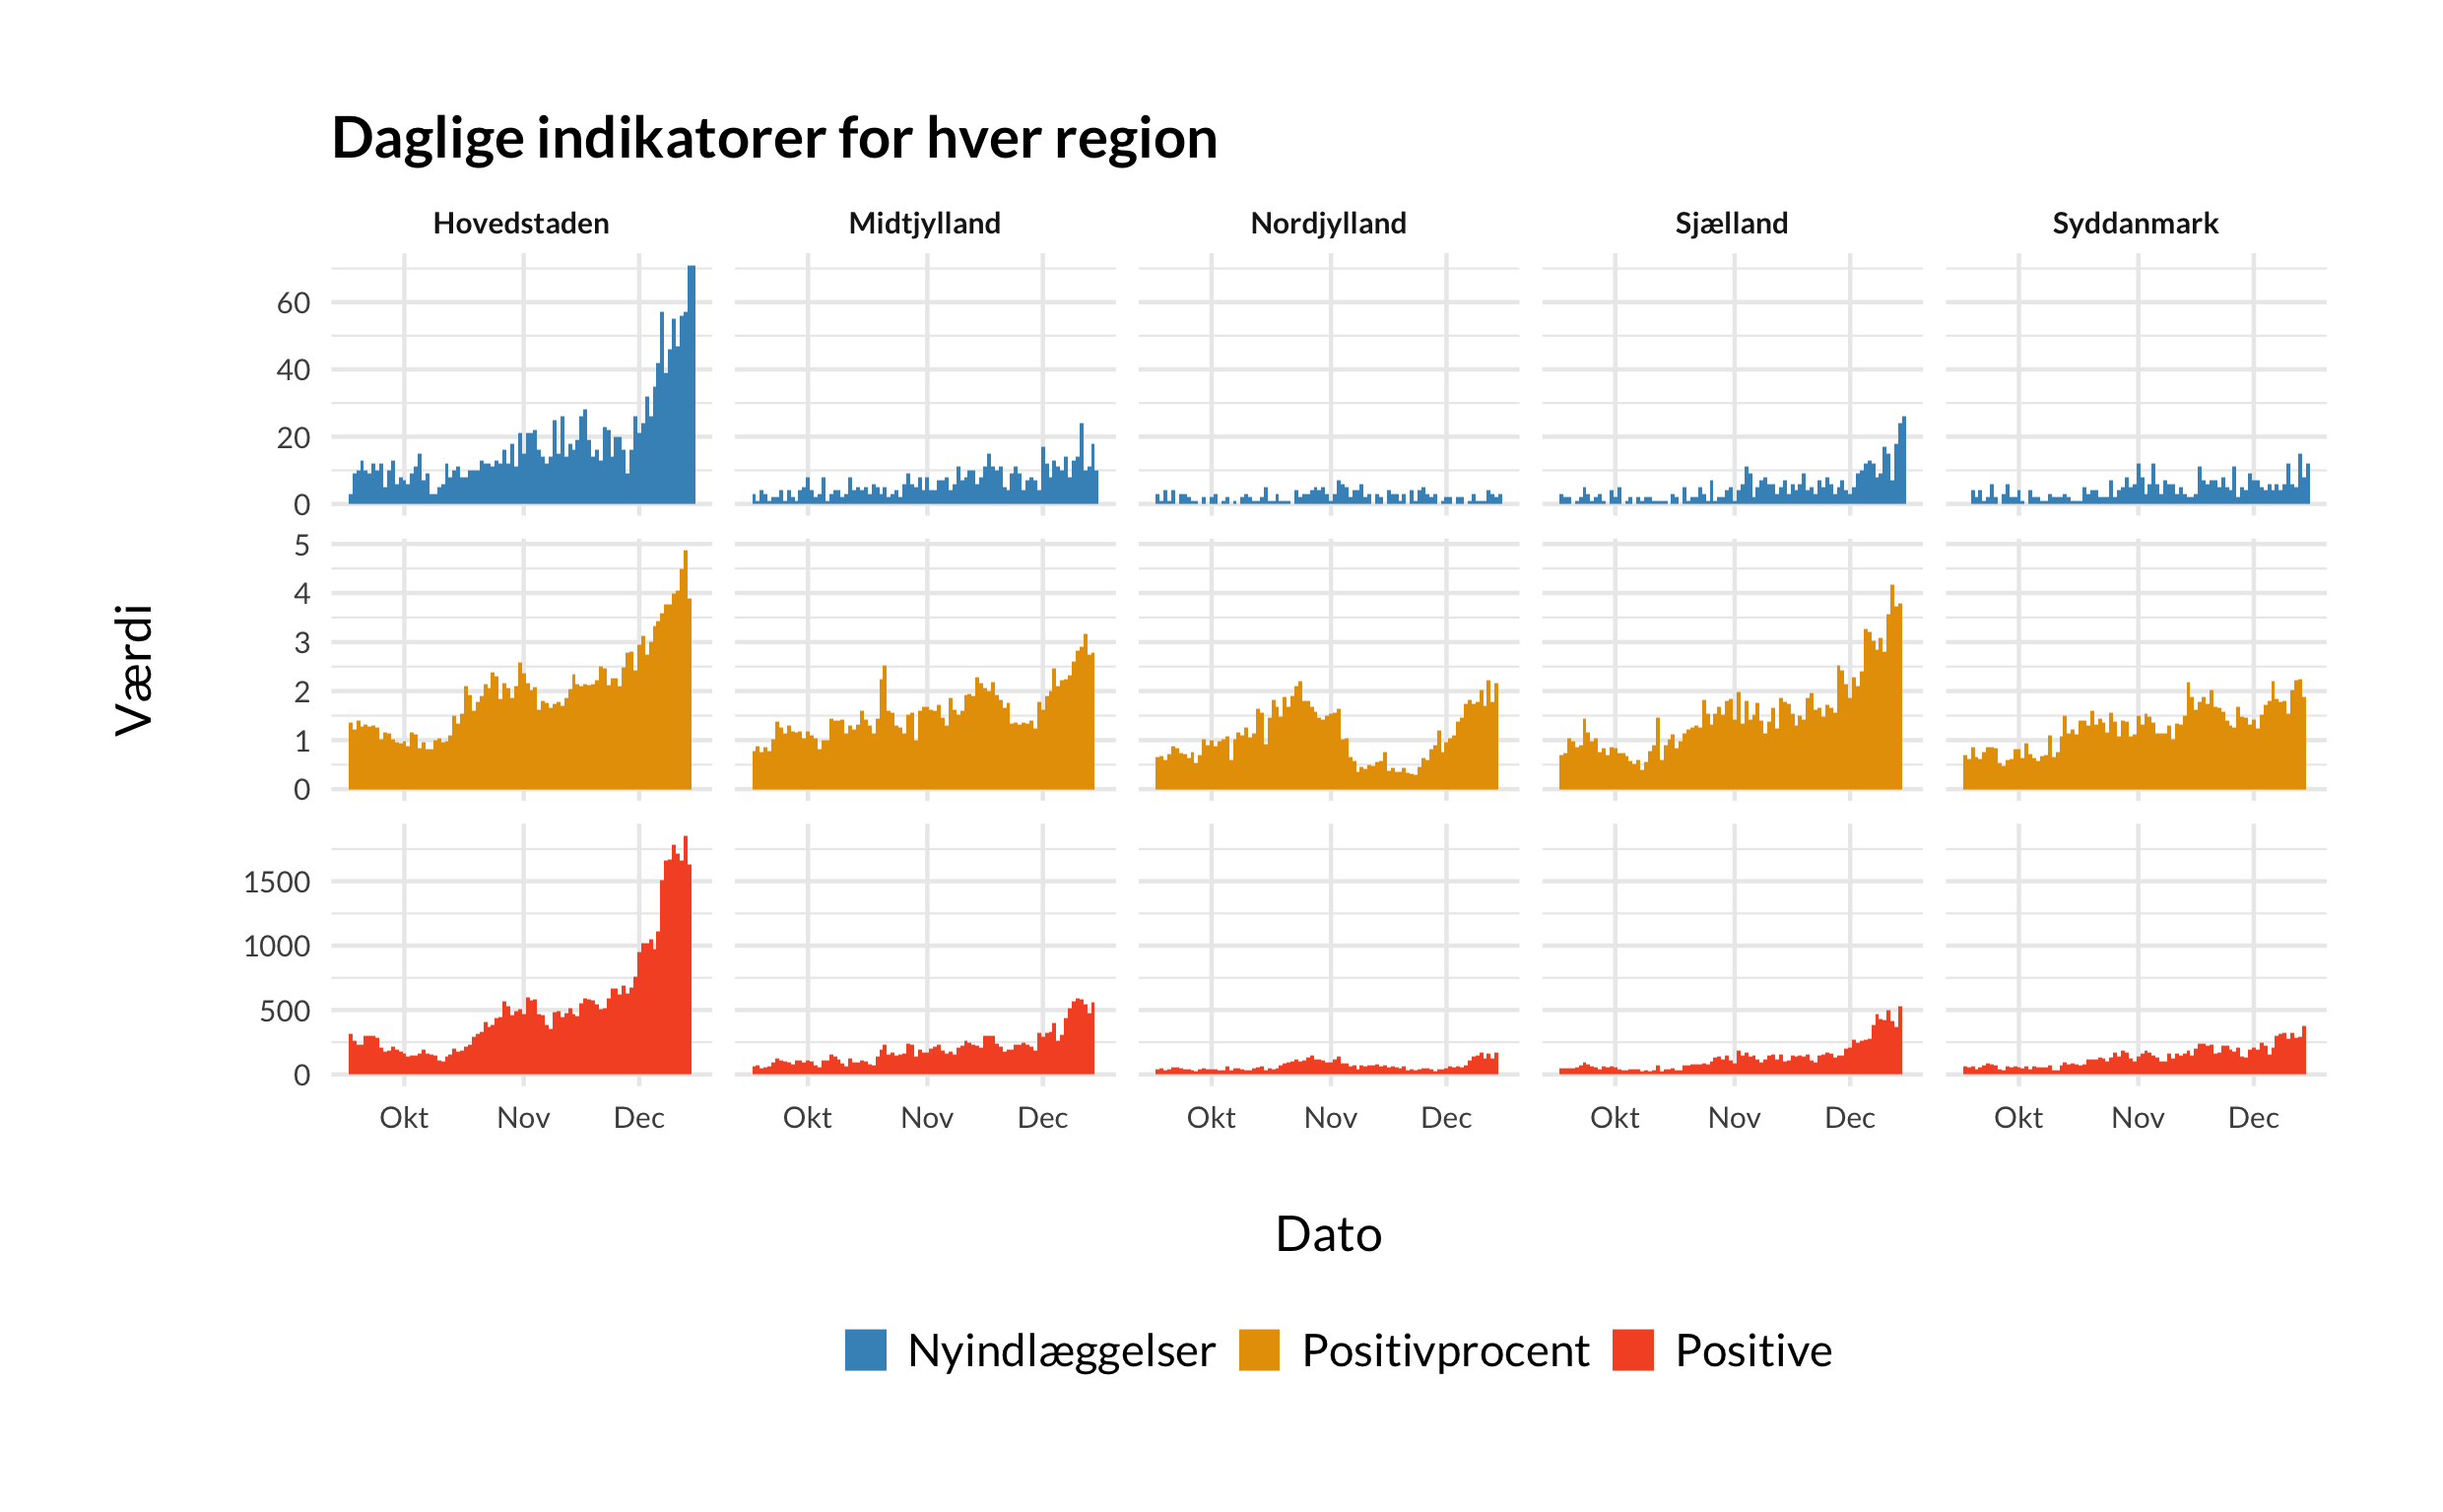 Daglige indikatorer for hver region
Hovedstaden Midtjylland Nordjylland Sjælland Syddanmark
60
40
20
0
5
4
3
2
1
0
1500
1000
500
0
Værdi
Okt Nov Dec Okt Nov Dec Okt Nov Dec Okt Nov Dec Okt Nov Dec
Dato
Nyindlæggelser Positivprocent Positive